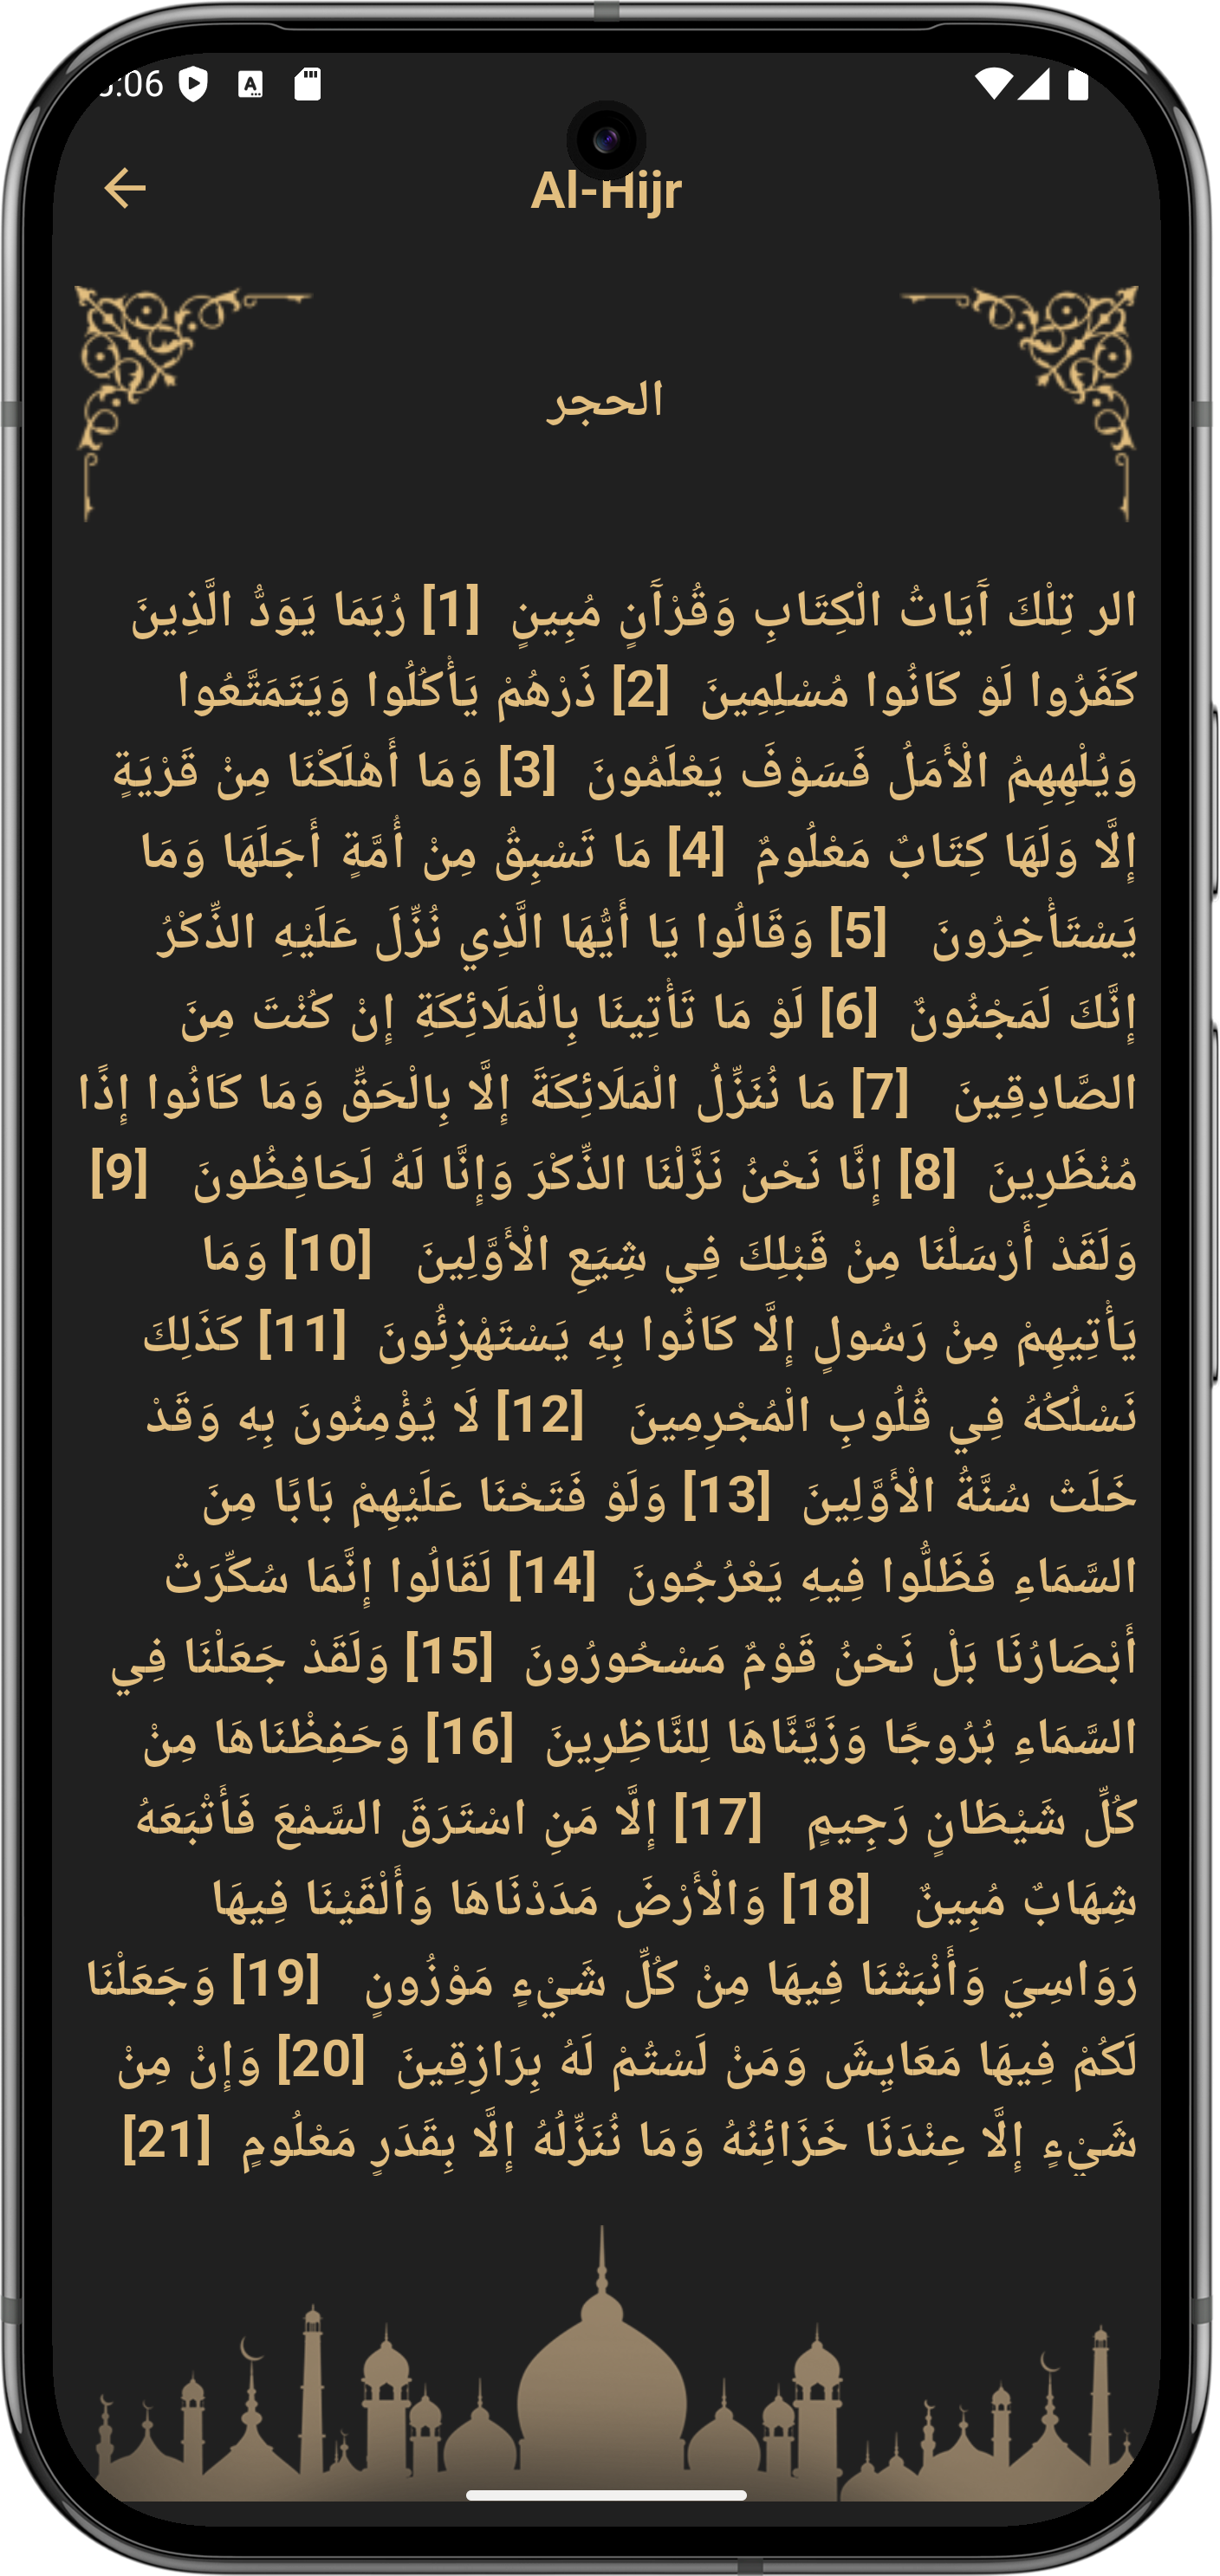 :06
Al-Hijr
الحجر
الر تِلْكَ آَيَاتُ الْكِتَابِ وَقُرْآَنٍ مُبِينٍ [1] رُبَمَا يَوَدُّ الَّذِينَ
كَفَرُوا لَوْ كَانُوا مُسْلِمِينَ [2] ذَرْهُمْ يَأْكُلُوا وَيَتَمَتَّعُوا
وَيُلْهِهِمُ الْأَمَلُ فَسَوْفَ يَعْلَمُونَ [3] وَمَا أَهْلَكْنَا مِنْ قَرْيَةٍ
إِلَّا وَلَهَا كِتَابٌ مَعْلُومٌ [4] مَا تَسْبِقُ مِنْ أُمَّةٍ أَجَلَهَا وَمَا
يَسْتَأْخِرُونَ [5] وَقَالُوا يَا أَيُّهَا الَّذِي نُزِّلَ عَلَيْهِ الذِّكْرُ
إِنَّكَ لَمَجْنُونٌ [6] لَوْ مَا تَأْتِينَا بِالْمَلَائِكَةِ إِنْ كُنْتَ مِنَ
الصَّادِقِينَ [7] مَا نُنَزِّلُ الْمَلَائِكَةَ إِلَّا بِالْحَقِّ وَمَا كَانُوا إِذًا
مُنْظَرِينَ [8] إِنَّا نَحْنُ نَزَّلْنَا الذِّكْرَ وَإِنَّا لَهُ لَحَافِظُونَ [9]
وَلَقَدْ أَرْسَلْنَا مِنْ قَبْلِكَ فِي شِيَعِ الْأَوَّلِينَ [10] وَمَا
يَأْتِيهِمْ مِنْ رَسُولٍ إِلَّا كَانُوا بِهِ يَسْتَهْزِئُونَ [11] كَذَلِكَ
نَسْلُكُهُ فِي قُلُوبِ الْمُجْرِمِينَ [12] لَا يُؤْمِنُونَ بِهِ وَقَدْ
خَلَتْ سُنَّةُ الْأَوَّلِينَ [13] وَلَوْ فَتَحْنَا عَلَيْهِمْ بَابًا مِنَ
السَّمَاءِ فَظَلُّوا فِيهِ يَعْرُجُونَ [14] لَقَالُوا إِنَّمَا سُكِّرَتْ
أَبْصَارُنَا بَلْ نَحْنُ قَوْمٌ مَسْحُورُونَ [15] وَلَقَدْ جَعَلْنَا فِي
السَّمَاءِ بُرُوجًا وَزَيَّنَّاهَا لِلنَّاظِرِينَ [16] وَحَفِظْنَاهَا مِنْ
كُلِّ شَيْطَانٍ رَجِيمٍ [17] إِلَّا مَنِ اسْتَرَقَ السَّمْعَ فَأَتْبَعَهُ
شِهَابٌ مُبِينٌ [18] وَالْأَرْضَ مَدَدْنَاهَا وَأَلْقَيْنَا فِيهَا
رَوَاسِيَ وَأَنْبَتْنَا فِيهَا مِنْ كُلِّ شَيْءٍ مَوْزُونٍ [19] وَجَعَلْنَا
لَكُمْ فِيهَا مَعَايِشَ وَمَنْ لَسْتُمْ لَهُ بِرَازِقِينَ [20] وَإِنْ مِنْ
شَيْءٍ إِلَّا عِنْدَنَا خَزَائِنُهُ وَمَا نُنَزِّلُهُ إِلَّا بِقَدَرٍ مَعْلُومٍ [21]